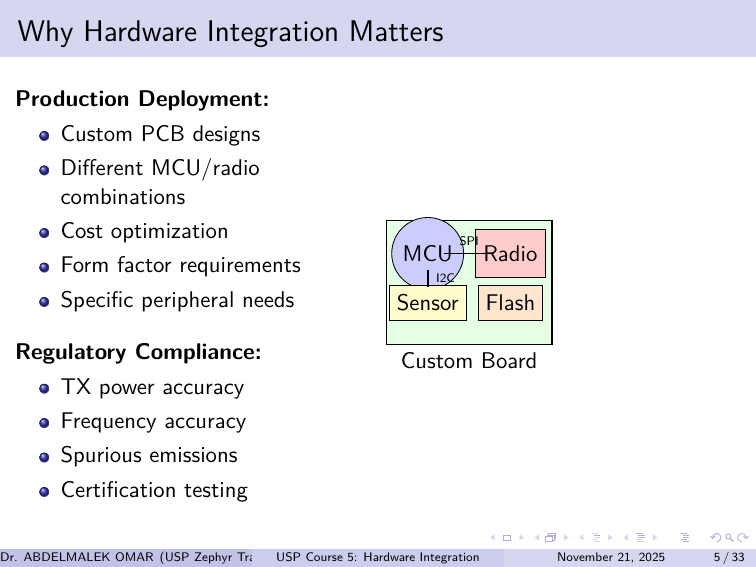 Why Hardware Integration Matters
Production Deployment:
Custom PCB designs
Different MCU/radio
combinations
Cost optimization
Form factor requirements
Specific peripheral needs
Regulatory Compliance:
TX power accuracy
Frequency accuracy
Spurious emissions
Certification testing
MCU
SPI
Radio
I2C
Sensor
Flash
Custom Board
Dr. ABDELMALEK OMAR (USP Zephyr Tra
USP Course 5: Hardware Integration
November 21, 2025
5 / 33